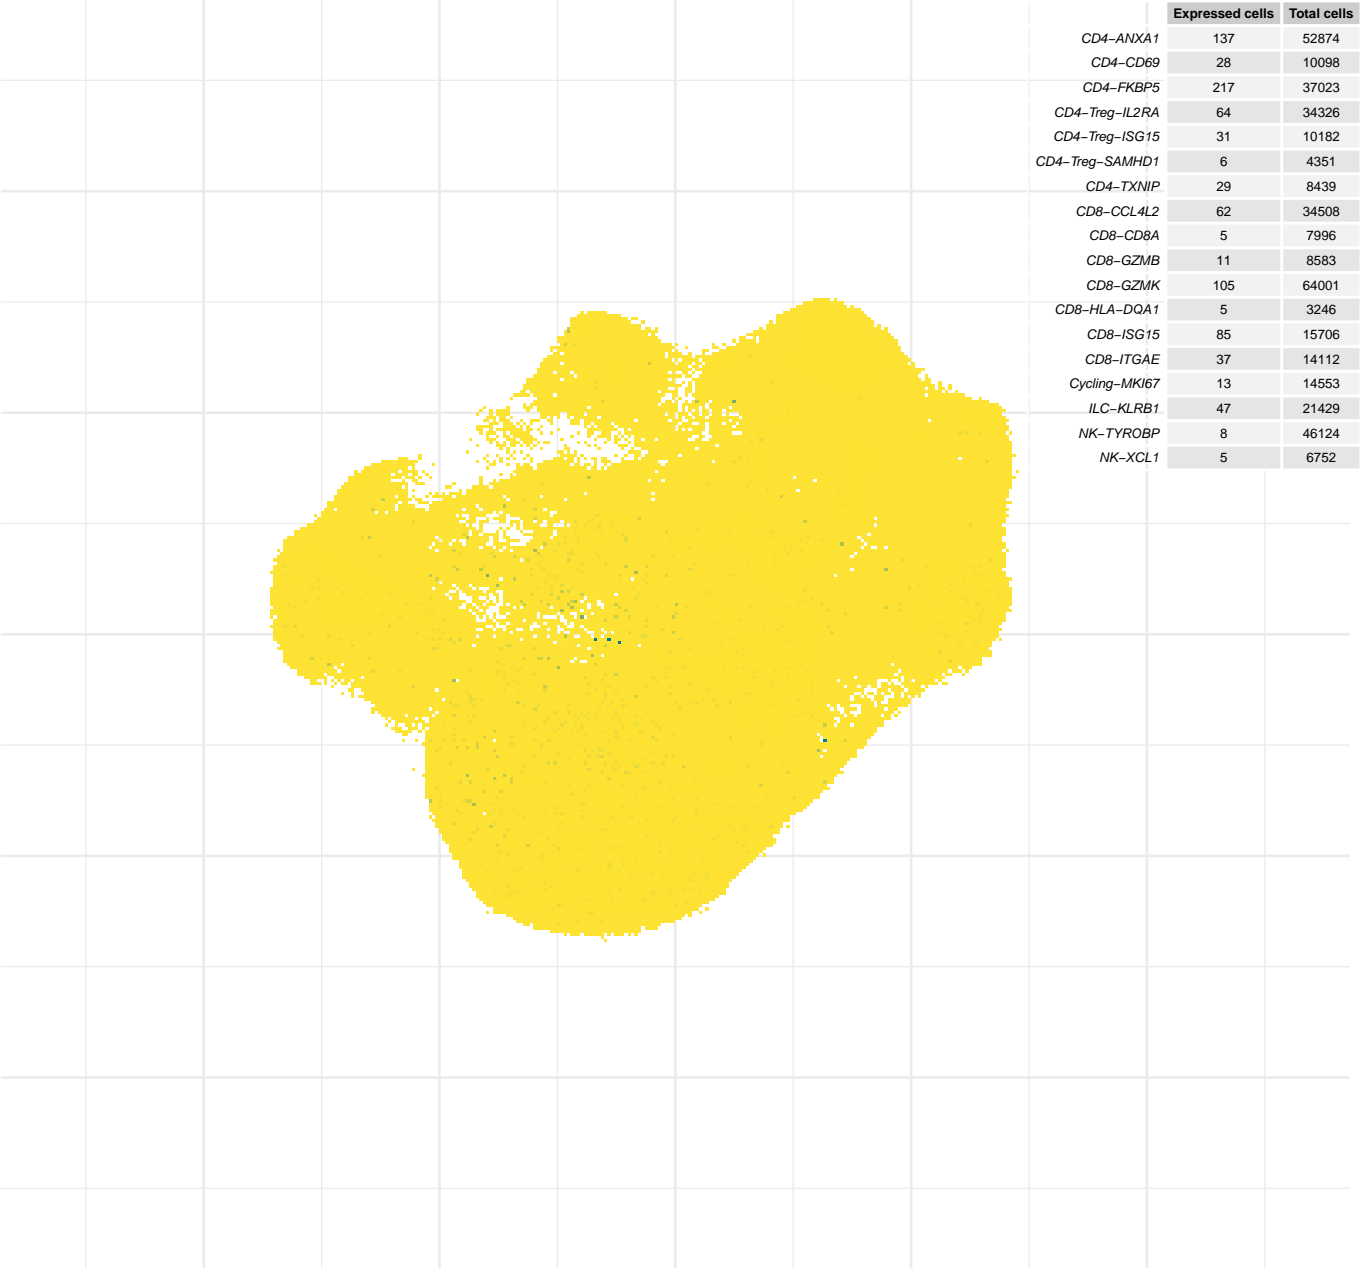 Expressed cells Total cells
CD4−ANXA1 137 52874
CD4−CD69 28 10098
CD4−FKBP5 217 37023
CD4−Treg−IL2RA 64 34326
CD4−Treg−ISG15 31 10182
CD4−Treg−SAMHD1 6 4351
CD4−TXNIP 29 8439
CD8−CCL4L2 62 34508
CD8−CD8A 5 7996
CD8−GZMB 11 8583
CD8−GZMK 105 64001
CD8−HLA−DQA1 5 3246
CD8−ISG15 85 15706
CD8−ITGAE 37 14112
Cycling−MKI67 13 14553
ILC−KLRB1 47 21429
NK−TYROBP 8 46124
NK−XCL1 5 6752